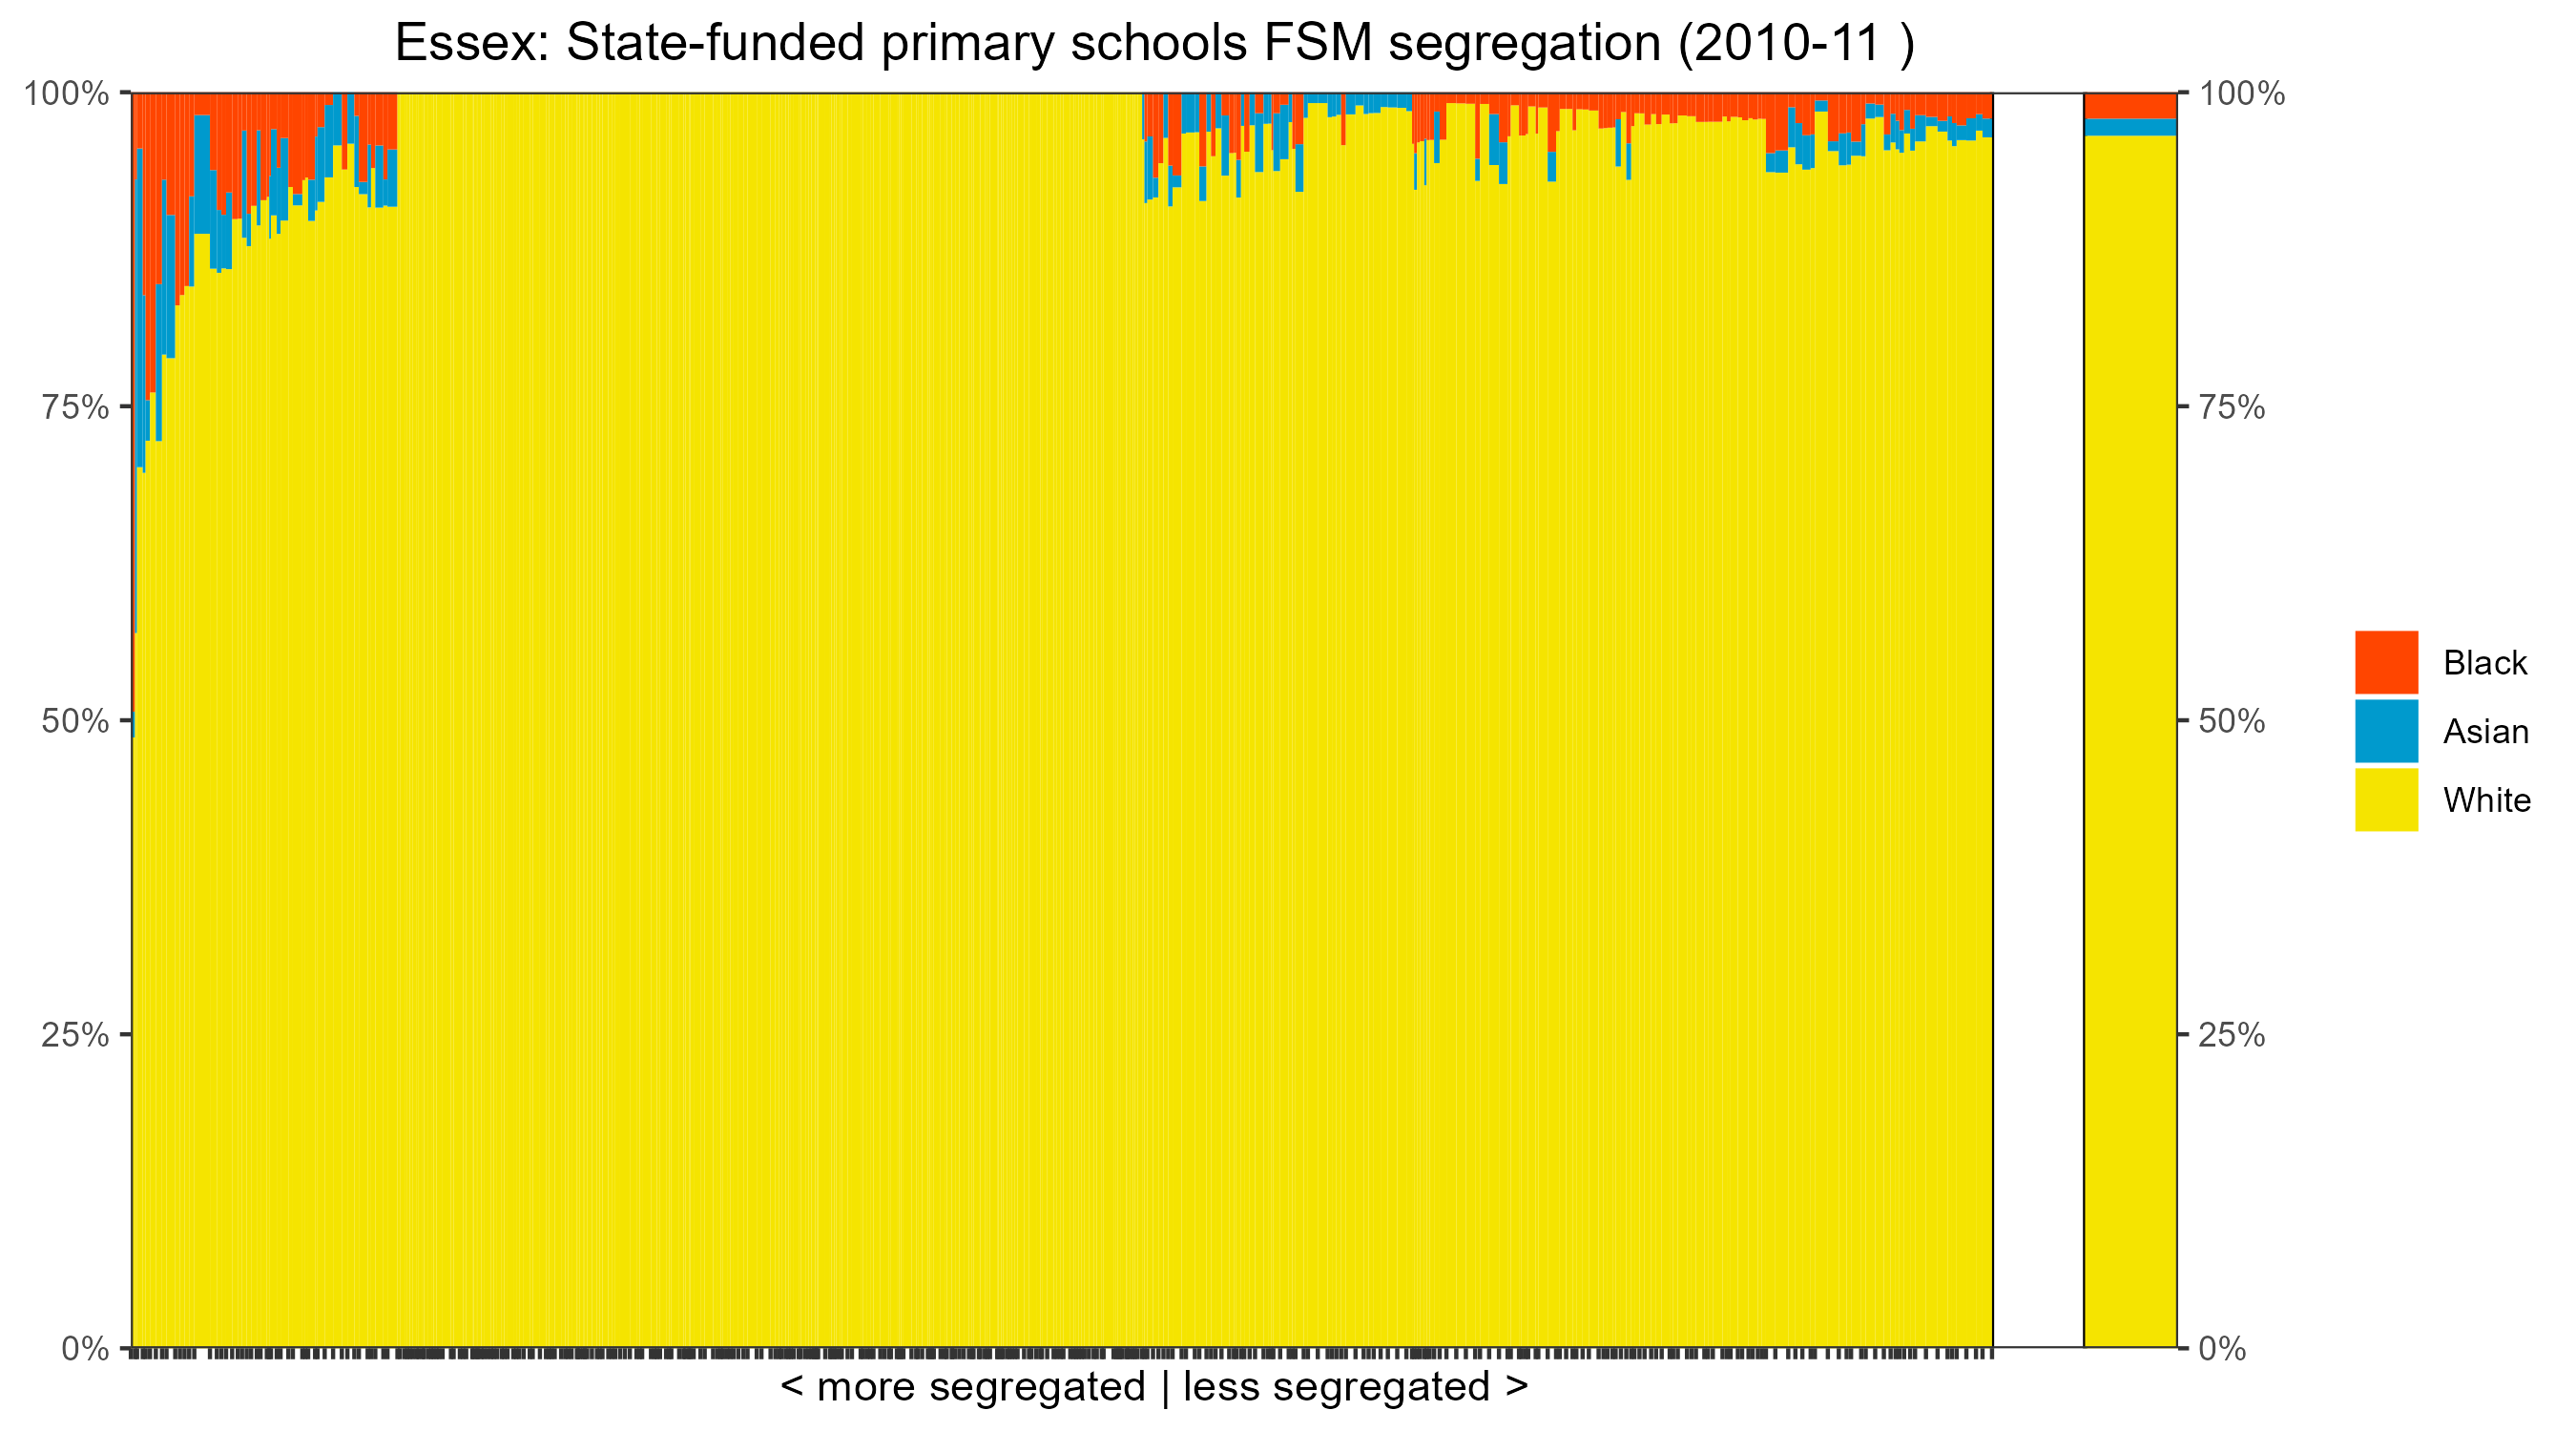 Essex: State-funded primary schools FSM segregation (2010-11 )
100%
75%
50%
25%
0%
100%
75%
50%
25%
0%
Black
Asian
White
< more segregated | less segregated >